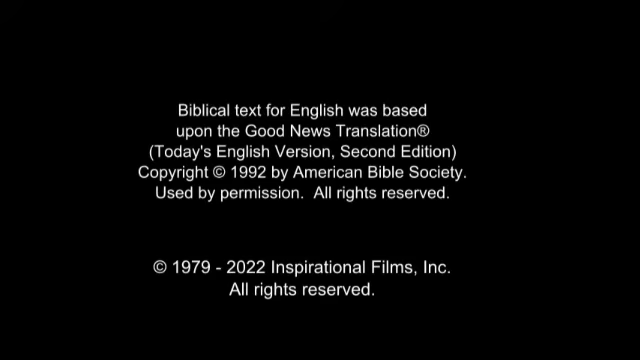 Biblical text for English was based
upon the Good News Translation®
(Today's English Version, Second Edition)
Copyright © 1992 by American Bible Society.
Used by permission.  All rights reserved.
© 1979 - 2022 Inspirational Films, Inc.
All rights reserved.